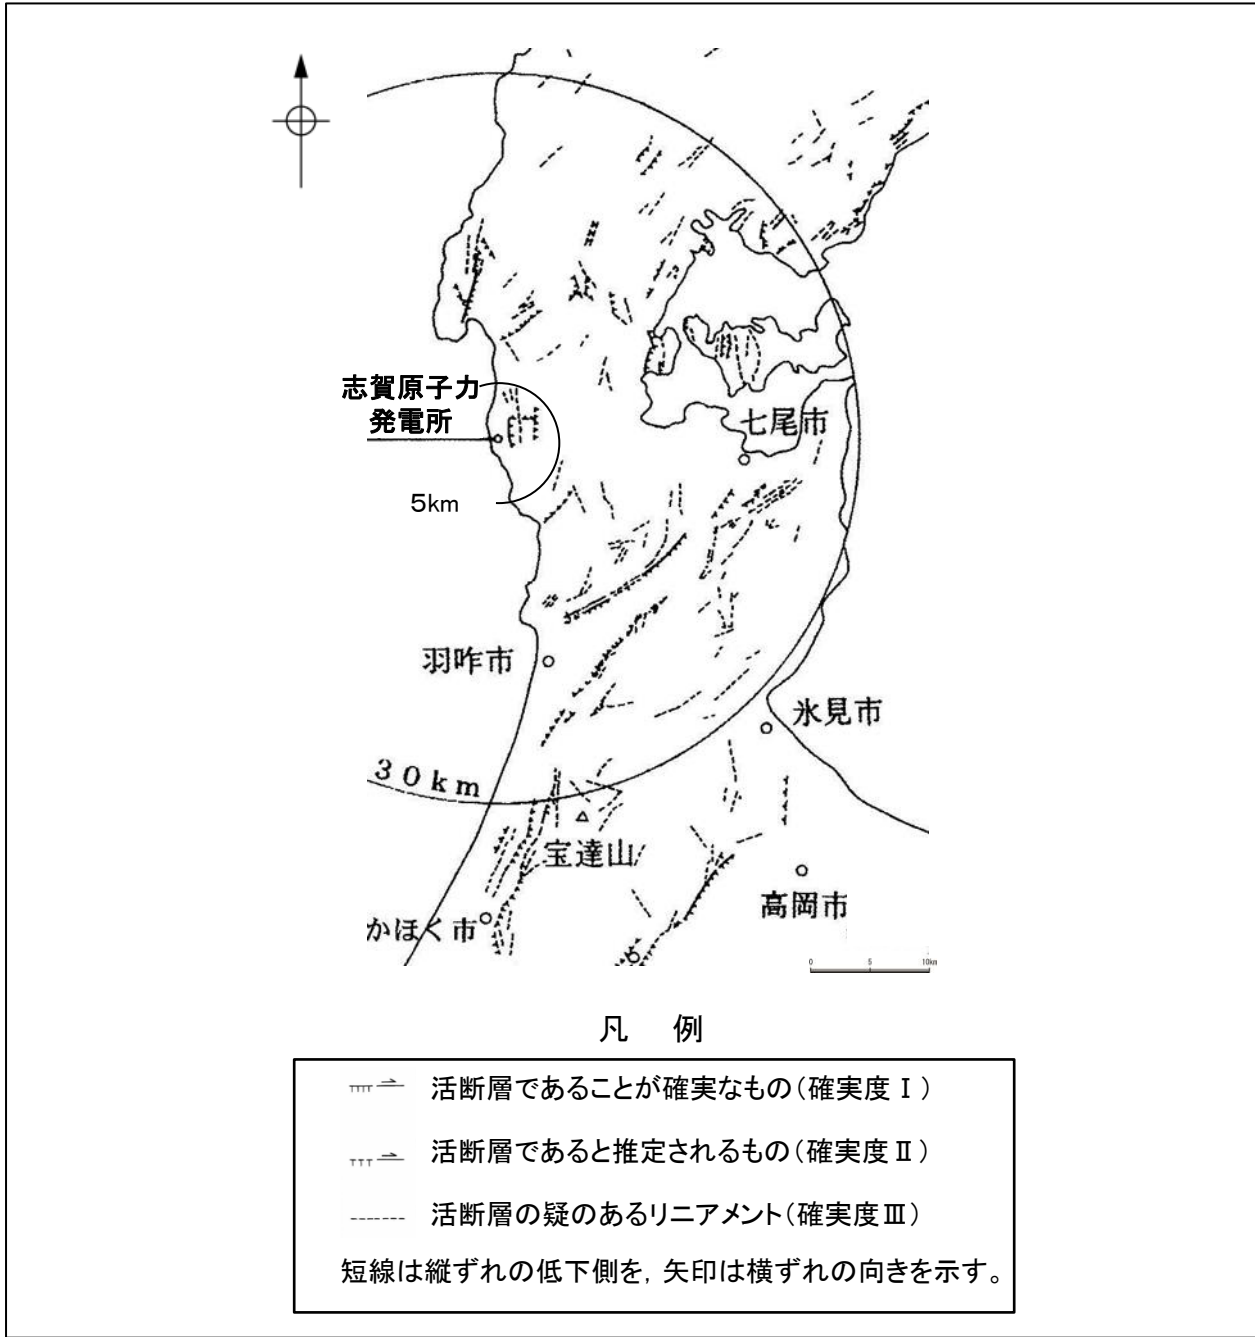 志賀原子力
発電所
5km
七尾市
羽咋市
氷見市
30km
宝達山
高岡市
かほく市
0 5 10km
凡 例
活断層であることが確実なもの(確実度Ⅰ)
活断層であると推定されるもの(確実度Ⅱ)
活断層の疑のあるリニアメント(確実度Ⅲ)
短線は縦ずれの低下側を, 矢印は横ずれの向きを示す。